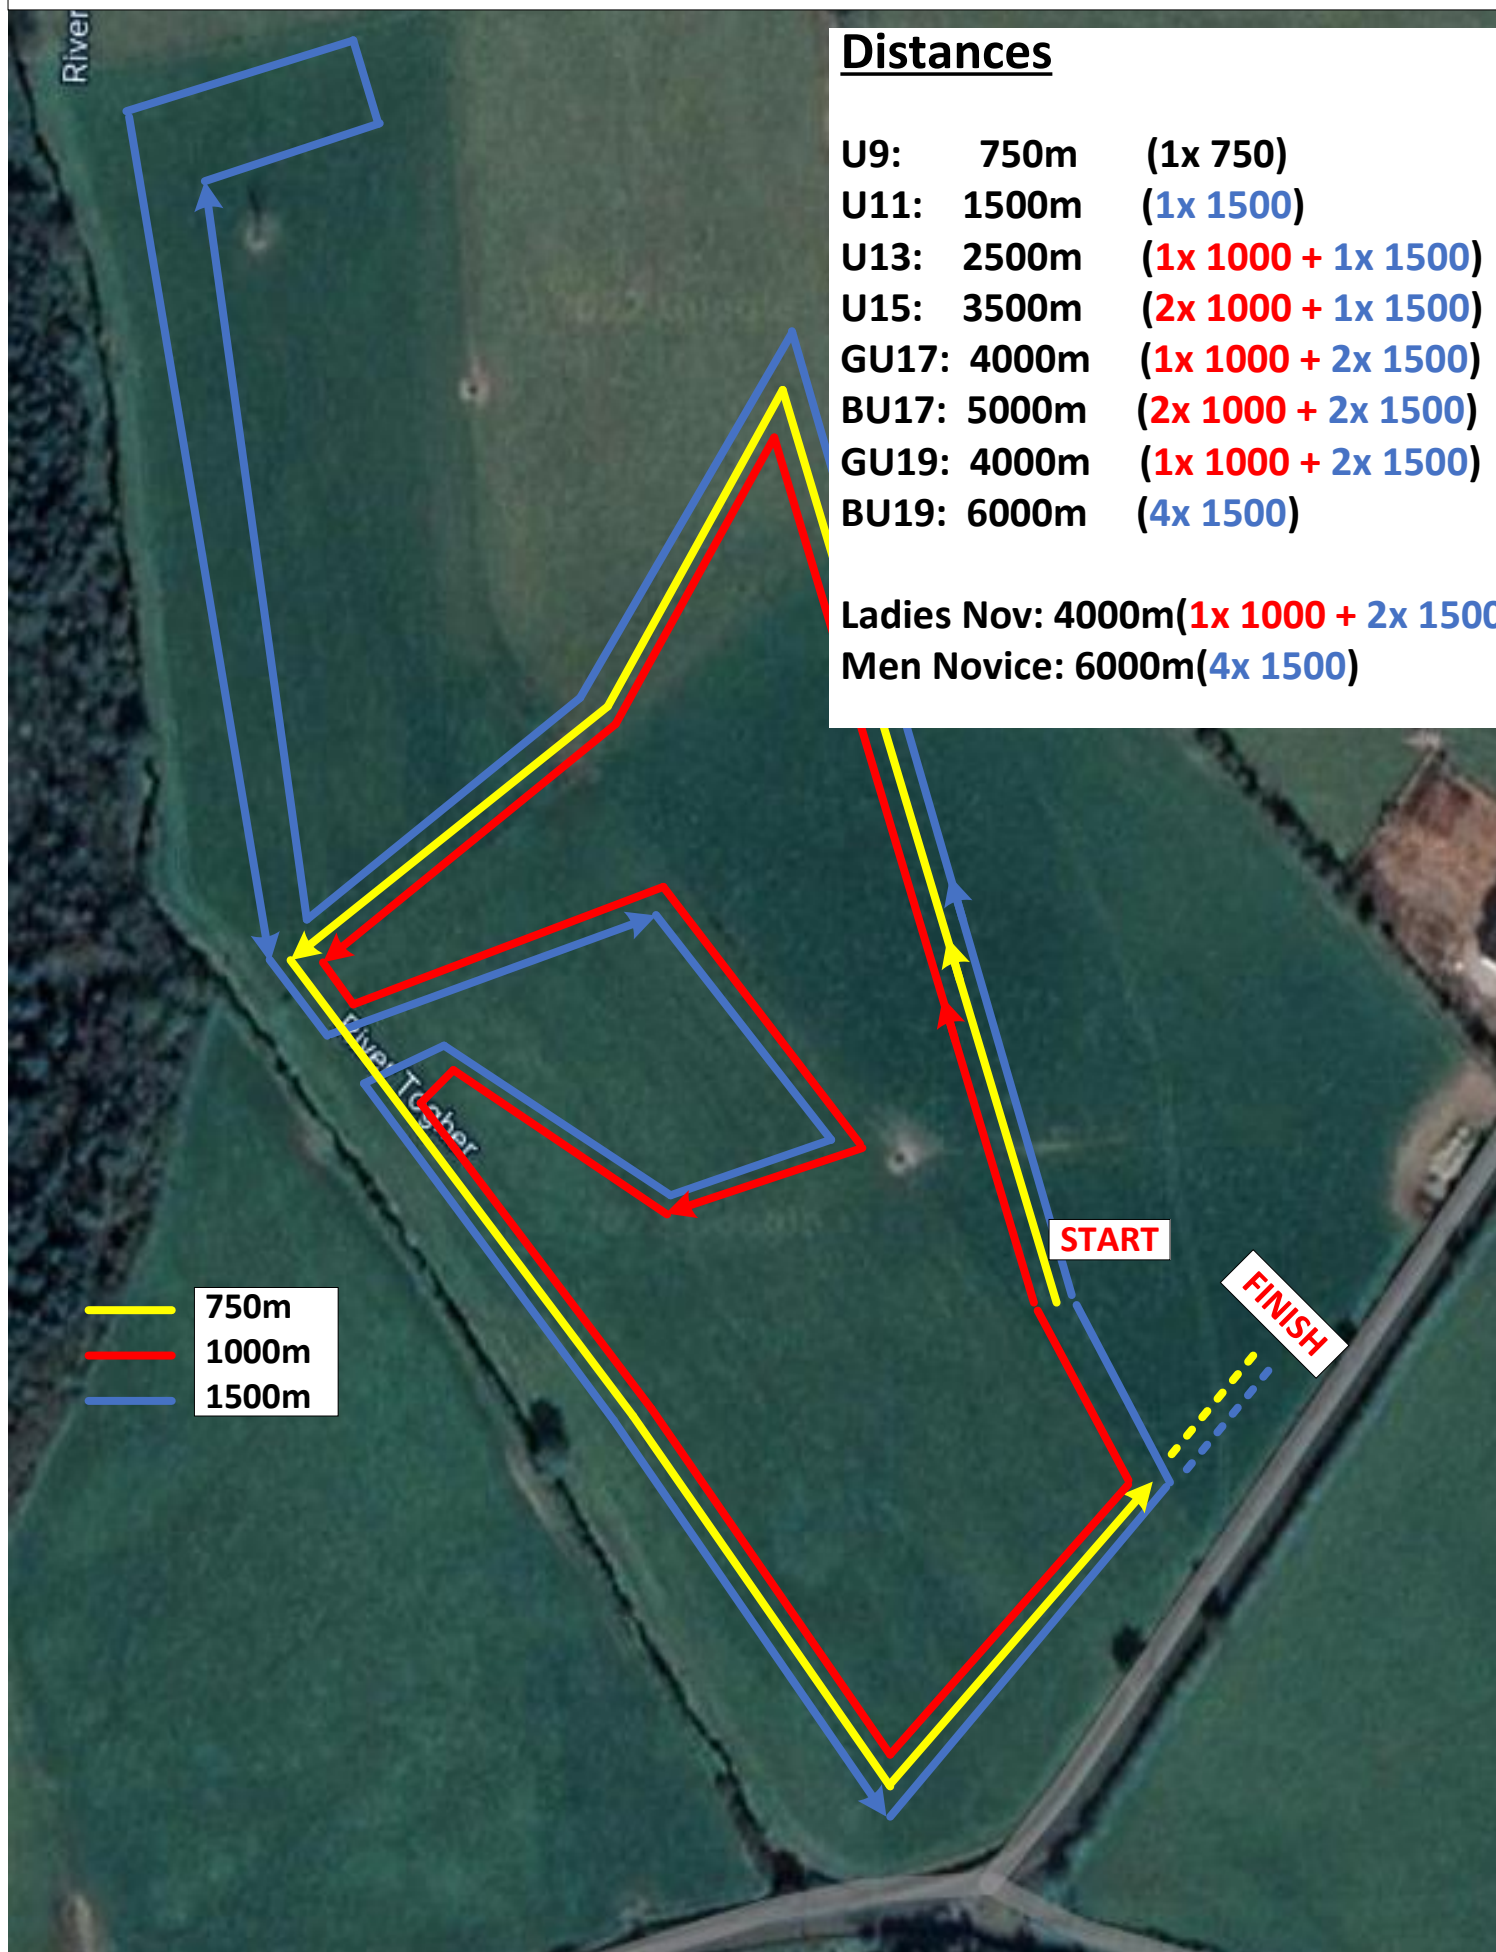 River
Distances
U9: 750m (1x 750)
U11: 1500m (1x 1500)
U13: 2500m (1x 1000 + 1x 1500)
U15: 3500m (2x 1000 + 1x 1500)
GU17: 4000m (1x 1000 + 2x 1500)
BU17: 5000m (2x 1000 + 2x 1500)
GU19: 4000m (1x 1000 + 2x 1500)
BU19: 6000m (4x 1500)
Ladies Nov: 4000m(1x 1000 + 2x 1500
Men Novice: 6000m(4x 1500)
River Togher
START
FINISH
750m
1000m
1500m